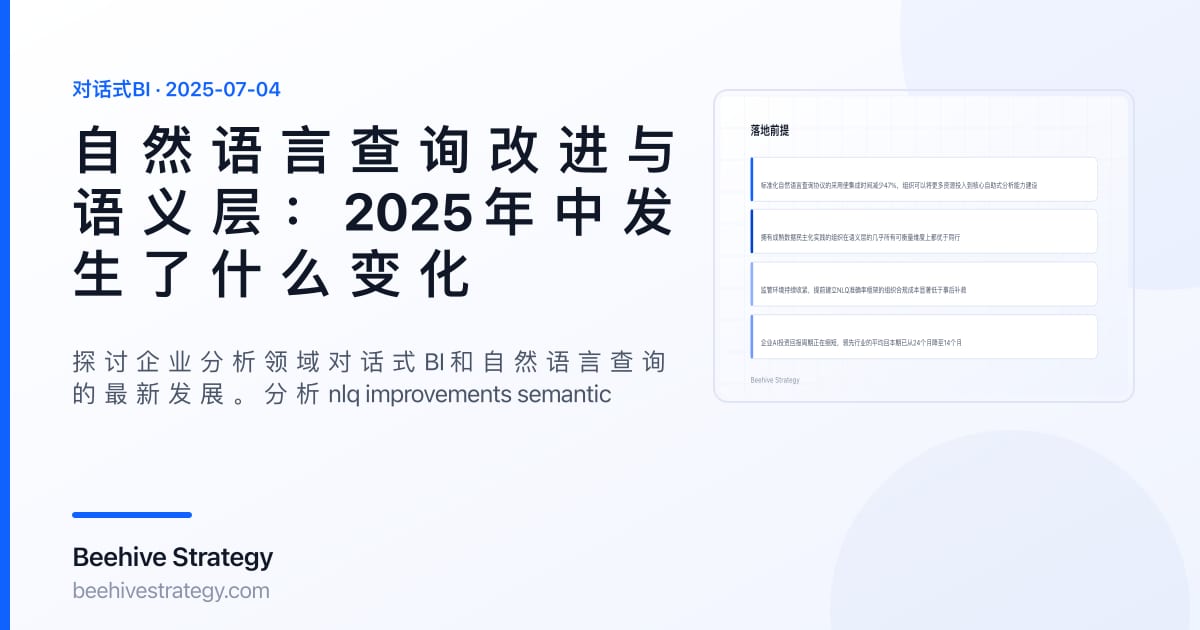 对话式BI · 2025-07-04
自然语言查询改进与
语义层：2025年中发
生了什么变化
探讨企业分析领域对话式BI和自然语言查询
的最新发展。分析 nlq improvements semantic
Beehive Strategy
beehivestrategy.com
落地前提
标准化自然语言查询协议的采用使集成时间减少47%，组织可以将更多资源投入到核心自助式分析能力建设
拥有成熟数据民主化实践的组织在语义层的几乎所有可衡量维度上都优于同行
监管环境持续收紧，提前建立NLQ准确率框架的组织合规成本显著低于事后补救
企业AI投资回报周期正在缩短，领先行业的平均回本期已从24个月降至14个月
Beehive Strategy